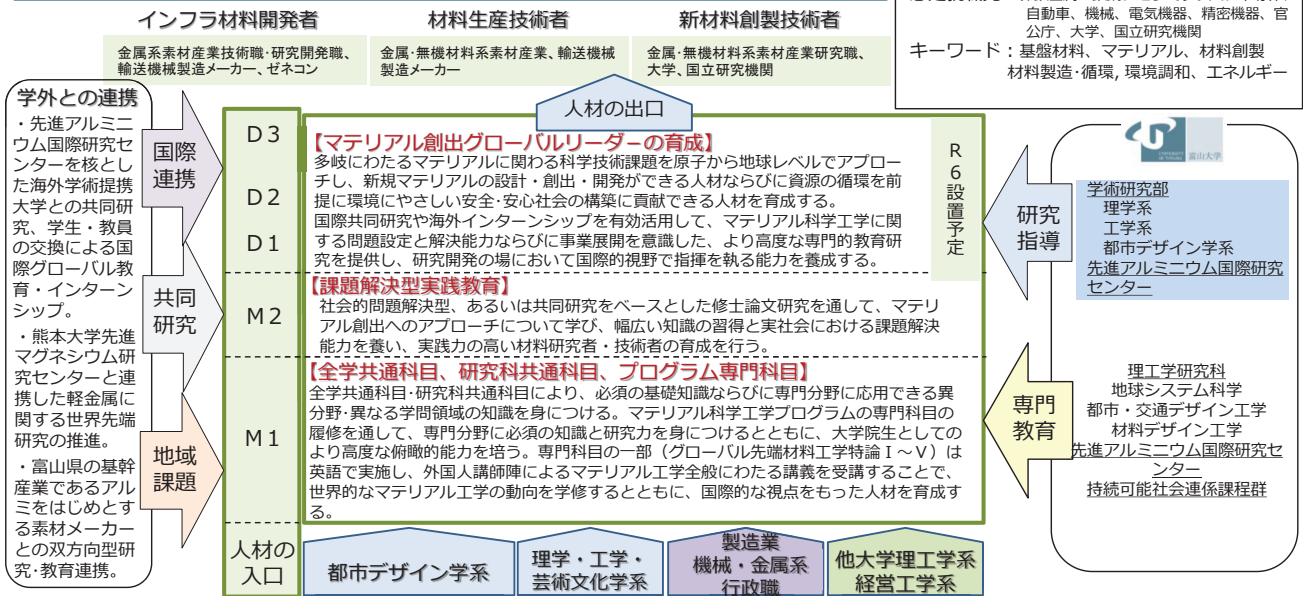 インフラ材料開発者
材料生産技術者
新材料創製技術者
自動車、機械、電気機器、精密機器、官
公庁、大学、国立研究機関
キーワード：基盤材料、マテリアル、材料創製
材料製造･循環, 環境調和、エネルギー
金属系素材産業技術職･研究開発職、
輸送機械製造メーカー、ゼネコン
金属･無機材料系素材産業、輸送機械
製造メーカー
金属･無機材料系素材産業研究職、
大学、国立研究機関
人材の出口
学外との連携
・先進アルミニ
ウム国際研究セ
ンターを核とし
た海外学術提携
大学との共同研
究、学生・教員
の交換による国
際グローバル教
育・インターン
シップ。
・熊本大学先進
マグネシウム研
究センターと連
携した軽金属に
関する世界先端
研究の推進。
・富山県の基幹
産業であるアル
ミをはじめとす
る素材メーカー
との双方向型研
究･教育連携。
国際
連携
共同
研究
地域
課題
D３
D２
D１
M２
M１
人材の
入口
【マテリアル創出グローバルリーダーの育成】
多岐にわたるマテリアルに関わる科学技術課題を原子から地球レベルでアプロー
チし、新規マテリアルの設計・創出・開発ができる人材ならびに資源の循環を前
提に環境にやさしい安全･安心社会の構築に貢献できる人材を育成する。
国際共同研究や海外インターンシップを有効活用して、マテリアル科学工学に関
する問題設定と解決能力ならびに事業展開を意識した、より高度な専門的教育研
究を提供し、研究開発の場において国際的視野で指揮を執る能力を養成する。
R
6
設
置
予
定
【課題解決型実践教育】
社会的問題解決型、あるいは共同研究をベースとした修士論文研究を通して、マテリ
アル創出へのアプローチについて学び、幅広い知識の習得と実社会における課題解決
能力を養い、実践力の高い材料研究者・技術者の育成を行う。
【全学共通科目、研究科共通科目、プログラム専門科目】
全学共通科目･研究科共通科目により、必須の基礎知識ならびに専門分野に応用できる異
分野･異なる学問領域の知識を身につける。マテリアル科学工学プログラムの専門科目の
履修を通して、専門分野に必須の知識と研究力を身につけるとともに、大学院生としての
より高度な俯瞰的能力を培う。専門科目の一部（グローバル先端材料工学特論Ⅰ～Ⅴ）は
英語で実施し、外国人講師陣によるマテリアル工学全般にわたる講義を受講することで、
世界的なマテリアル工学の動向を学修するとともに、国際的な視点をもった人材を育成す
る。
都市デザイン学系
理学・工学・
芸術文化学系
製造業
機械・金属系
行政職
他大学理工学系
経営工学系
研究
指導
専門
教育
富山大学
学術研究部
理学系
工学系
都市デザイン学系
先進アルミニウム国際研究
センター
理工学研究科
地球システム科学
都市・交通デザイン工学
材料デザイン工学
先進アルミニウム国際研究セ
ンター
持続可能社会連係課程群